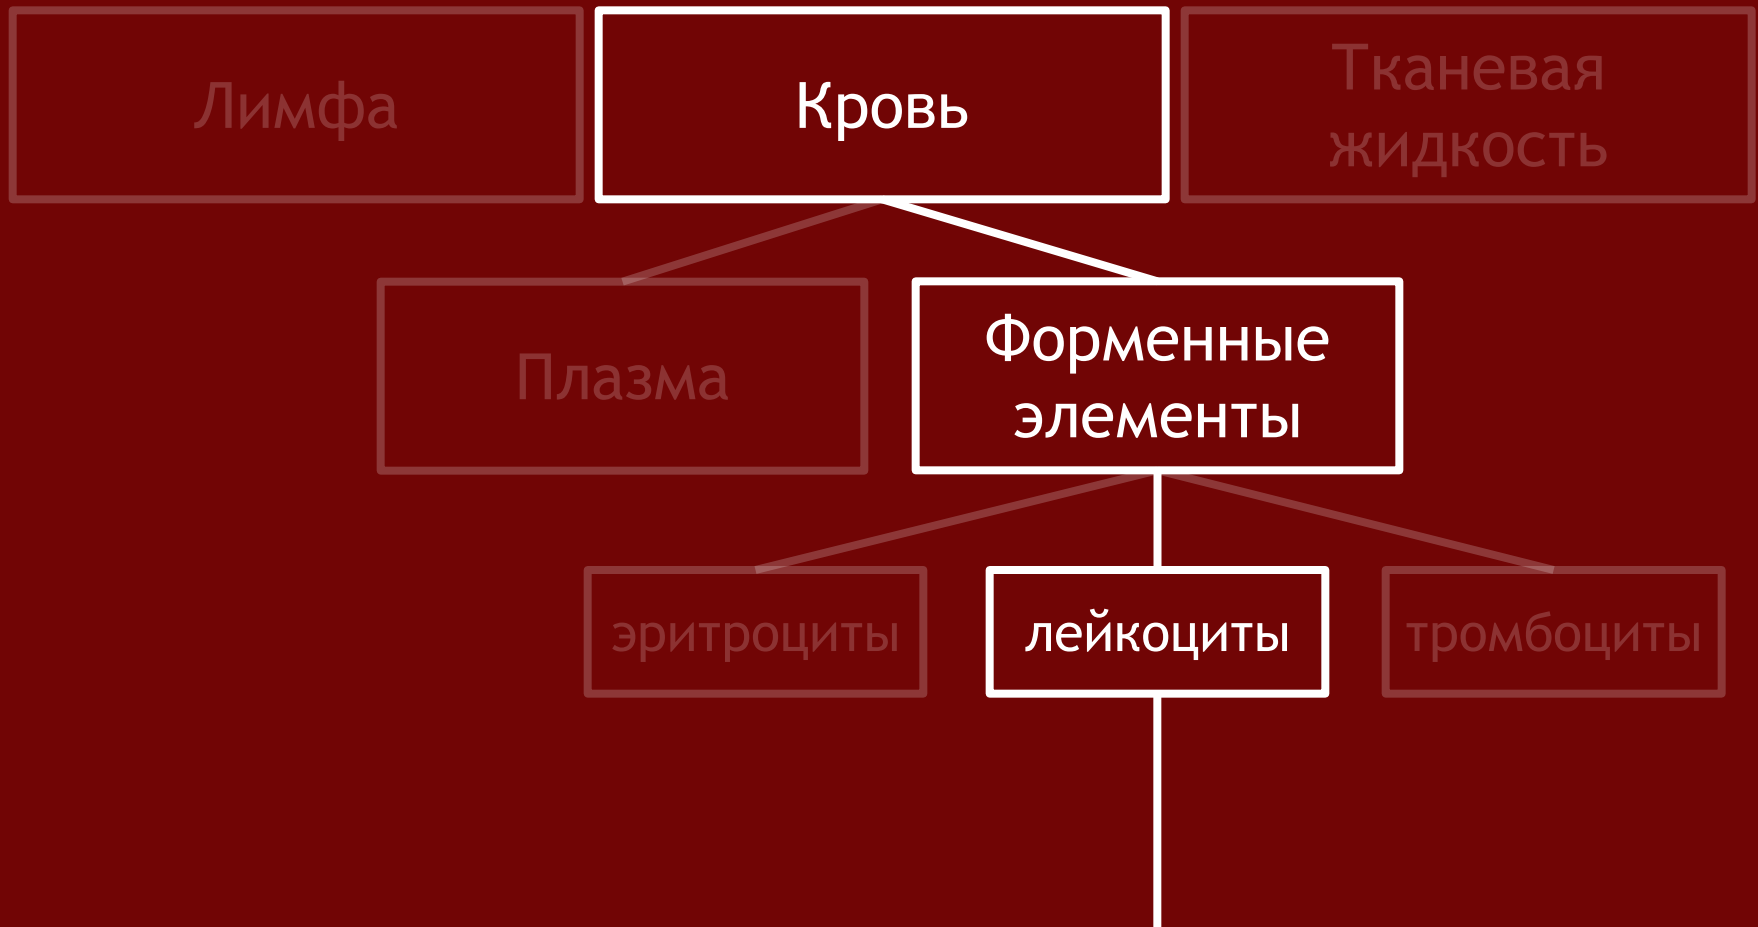 Лимфа
Кровь
Тканевая
жидкость
Плазма
Форменные
элементы
эритроциты
лейкоциты
тромбоциты